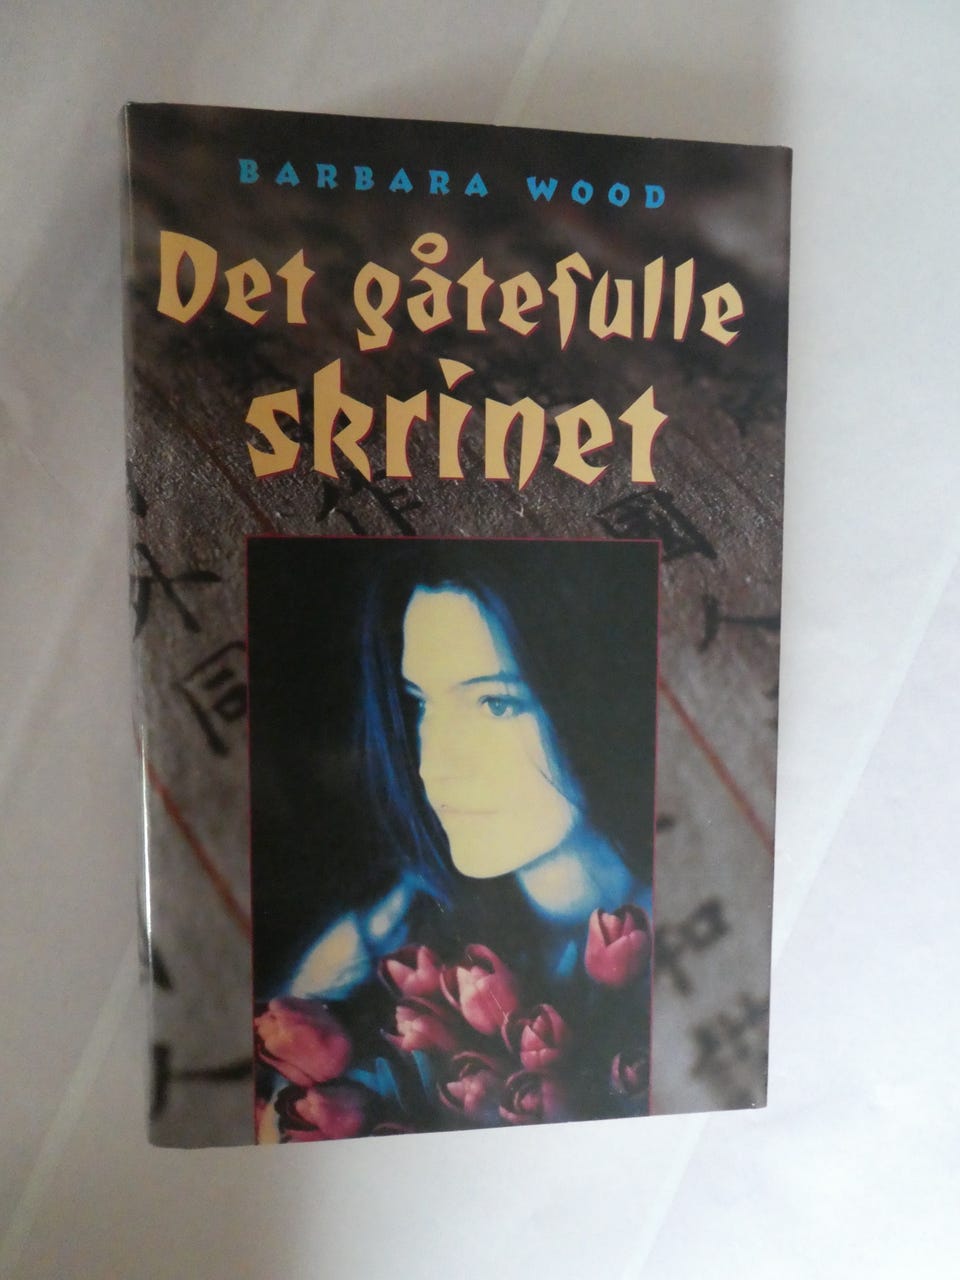 BARBARA WOOD
Det gåtefulle
skrinet